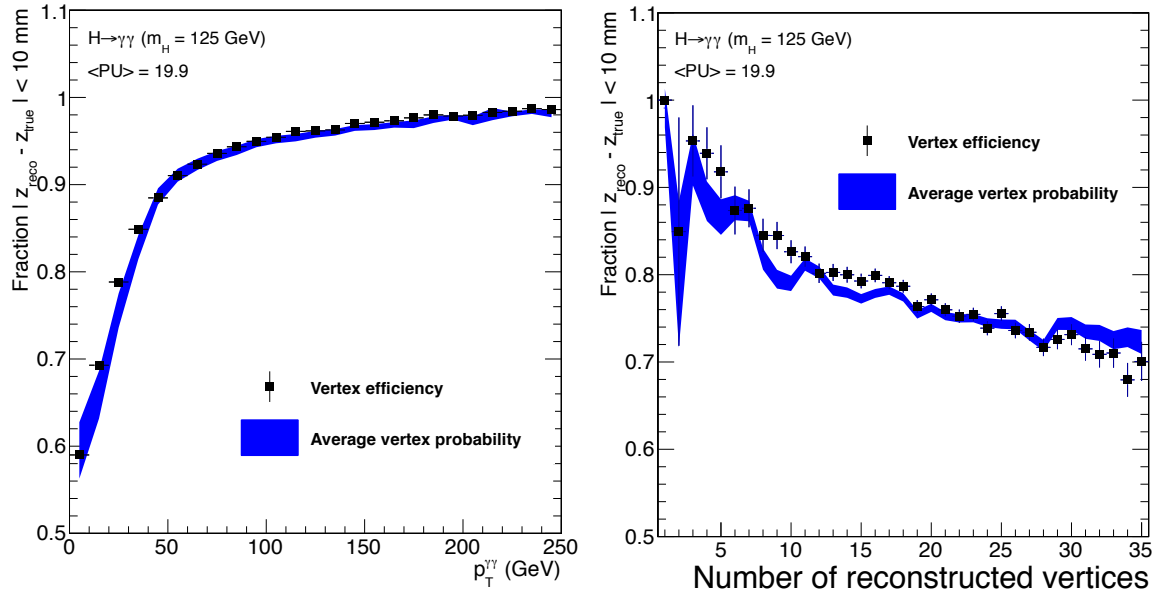 Fraction | z_reco - z_true | < 10 mm
1.1
1
0.9
0.8
0.7
0.6
0.5
H→γγ (m_H = 125 GeV)
<PU> = 19.9
Vertex efficiency
Average vertex probability
0 50 100 150 200 250
p_T^γγ (GeV)
Fraction | z_reco - z_true | < 10 mm
1.1
1
0.9
0.8
0.7
0.6
0.5
H→γγ (m_H = 125 GeV)
<PU> = 19.9
Vertex efficiency
Average vertex probability
5 10 15 20 25 30 35
Number of reconstructed vertices